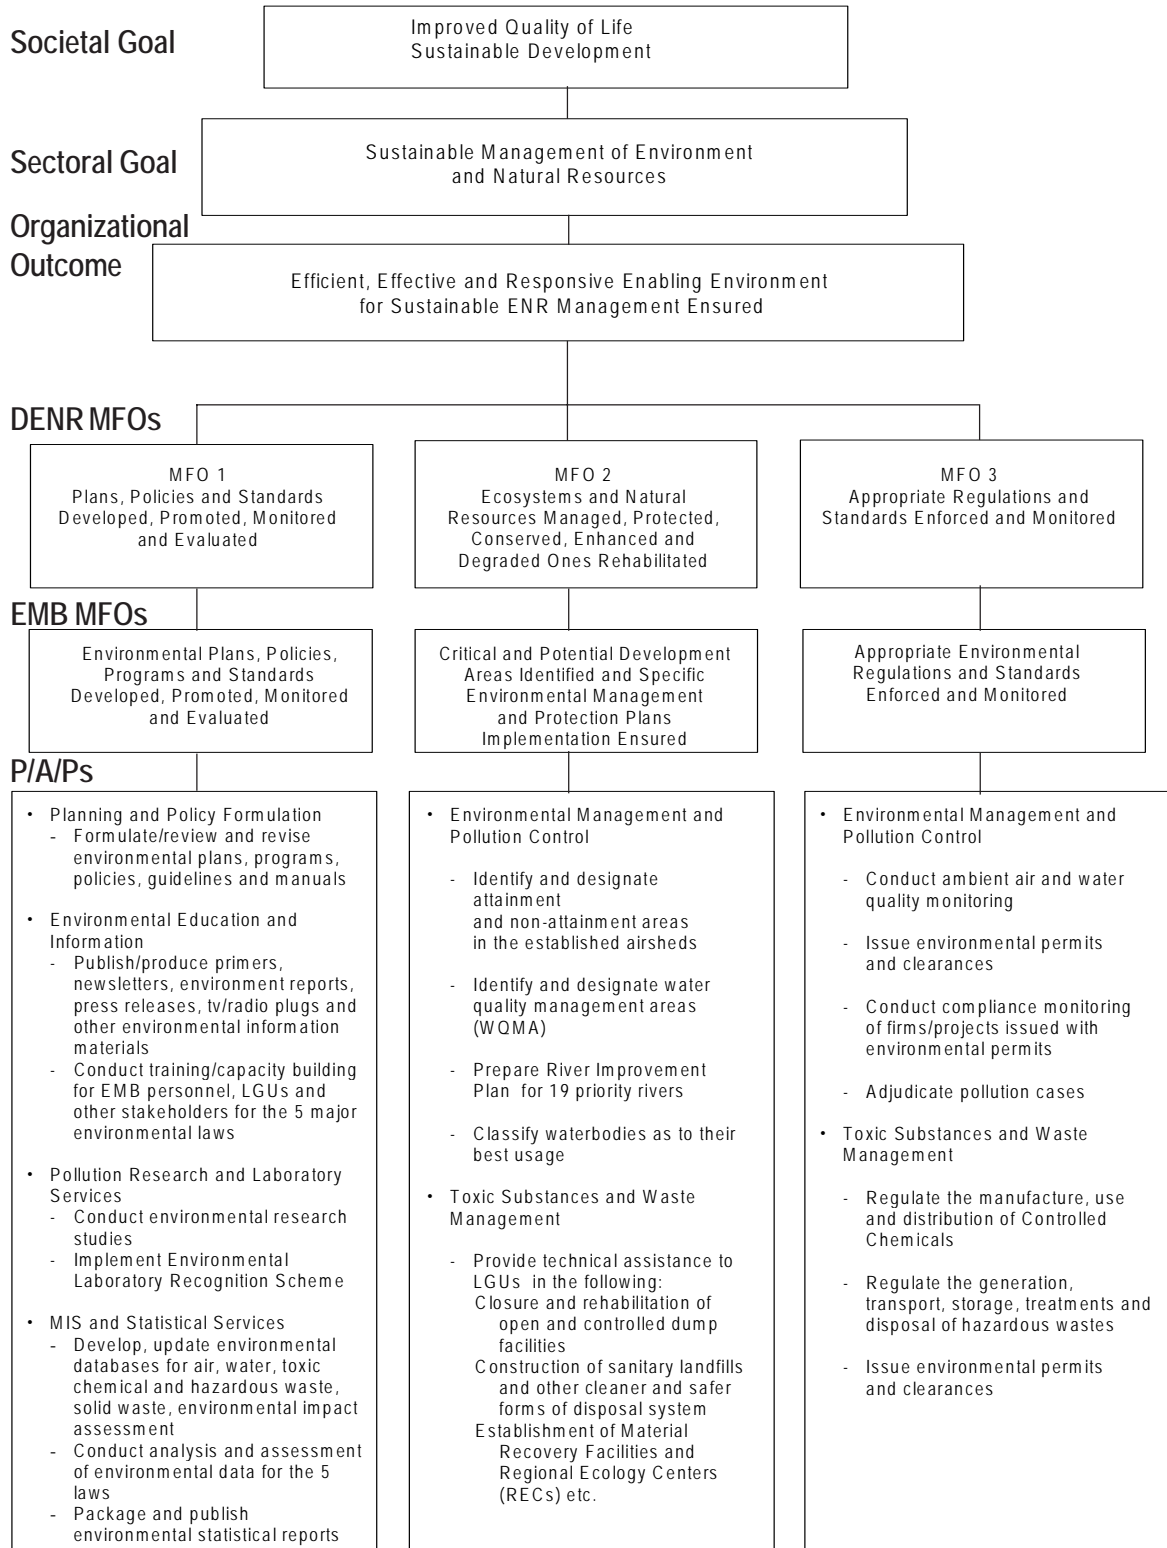 Societal Goal
Improved Quality of Life
Sustainable Development
Sectoral Goal
Sustainable Management of Environment
and Natural Resources
Organizational
Outcome
Efficient, Effective and Responsive Enabling Environment
for Sustainable ENR Management Ensured
DENR MFOs
MFO 1
Plans, Policies and Standards
Developed, Promoted, Monitored
and Evaluated
MFO 2
Ecosystems and Natural
Resources Managed, Protected,
Conserved, Enhanced and
Degraded Ones Rehabilitated
MFO 3
Appropriate Regulations and
Standards Enforced and Monitored
EMB MFOs
Environmental Plans, Policies,
Programs and Standards
Developed, Promoted, Monitored
and Evaluated
Critical and Potential Development
Areas Identified and Specific
Environmental Management
and Protection Plans
Implementation Ensured
Appropriate Environmental
Regulations and Standards
Enforced and Monitored
P/A/Ps
• Planning and Policy Formulation
- Formulate/review and revise
environmental plans, programs,
policies, guidelines and manuals
• Environmental Education and
Information
- Publish/produce primers,
newsletters, environment reports,
press releases, tv/radio plugs and
other environmental information
materials
- Conduct training/capacity building
for EMB personnel, LGUs and
other stakeholders for the 5 major
environmental laws
• Pollution Research and Laboratory
Services
- Conduct environmental research
studies
- Implement Environmental
Laboratory Recognition Scheme
• MIS and Statistical Services
- Develop, update environmental
databases for air, water, toxic
chemical and hazardous waste,
solid waste, environmental impact
assessment
- Conduct analysis and assessment
of environmental data for the 5
laws
- Package and publish
environmental statistical reports
• Environmental Management and
Pollution Control
- Identify and designate
attainment
and non-attainment areas
in the established airsheds
- Identify and designate water
quality management areas
(WQMA)
- Prepare River Improvement
Plan for 19 priority rivers
- Classify waterbodies as to their
best usage
• Toxic Substances and Waste
Management
- Provide technical assistance to
LGUs in the following:
Closure and rehabilitation of
open and controlled dump
facilities
Construction of sanitary landfills
and other cleaner and safer
forms of disposal system
Establishment of Material
Recovery Facilities and
Regional Ecology Centers
(RECs) etc.
• Environmental Management and
Pollution Control
- Conduct ambient air and water
quality monitoring
- Issue environmental permits
and clearances
- Conduct compliance monitoring
of firms/projects issued with
environmental permits
- Adjudicate pollution cases
• Toxic Substances and Waste
Management
- Regulate the manufacture, use
and distribution of Controlled
Chemicals
- Regulate the generation,
transport, storage, treatments and
disposal of hazardous wastes
- Issue environmental permits
and clearances